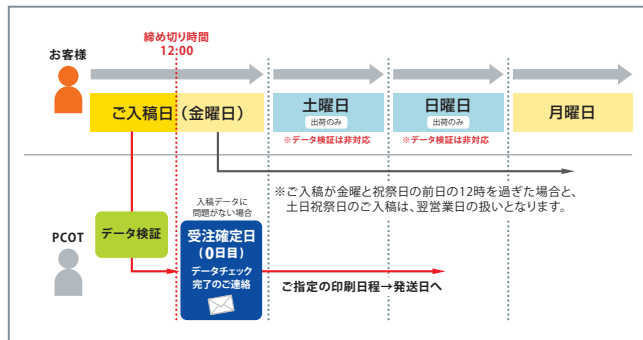 締め切り時間
12:00
お客様
ご入稿日（金曜日）
土曜日
出荷のみ
※データ検証は非対応
日曜日
出荷のみ
※データ検証は非対応
月曜日
※ご入稿が金曜と祝祭日の前日の12時を過ぎた場合と、
土日祝祭日のご入稿は、翌営業日の扱いとなります。
入稿データに
問題がない場合
PCOT
データ検証
受注確定日
（0日目）
データチェック
完了のご連絡
ご指定の印刷日程→発送日へ